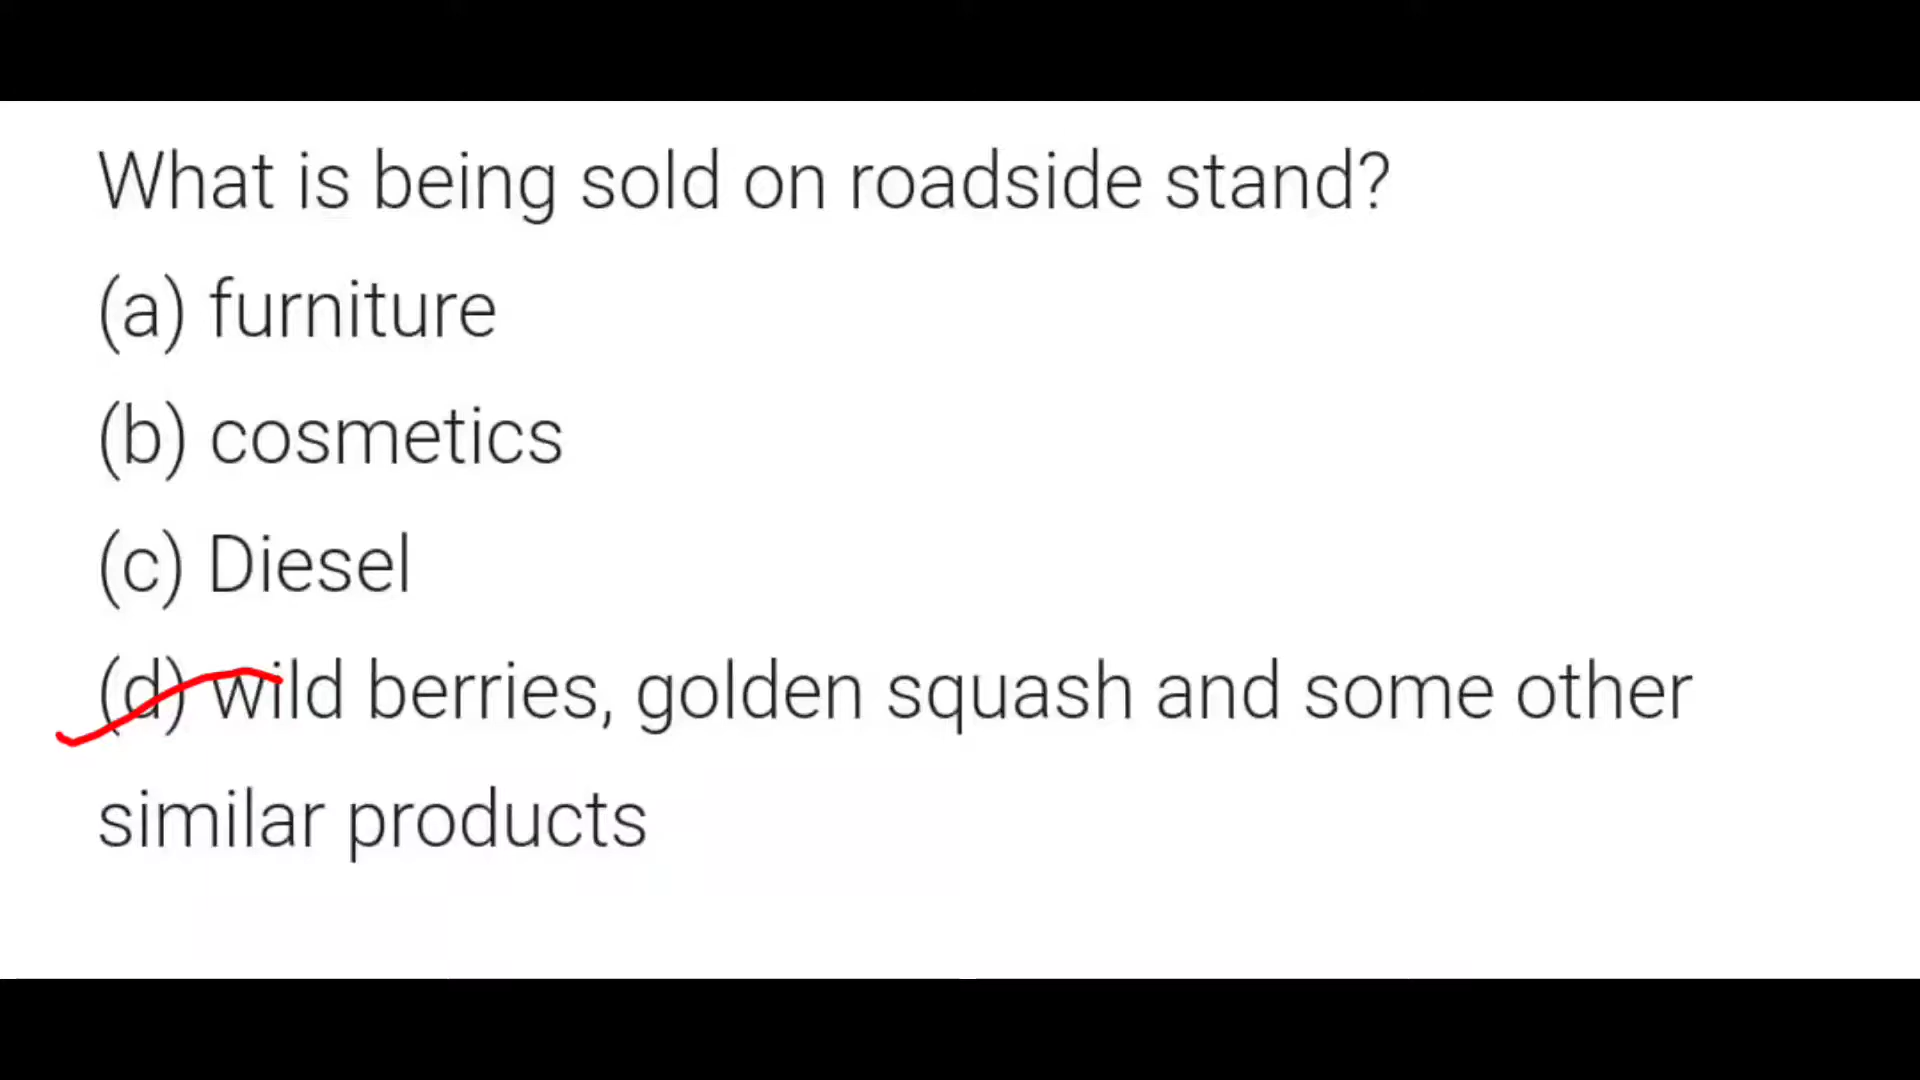 What is being sold on roadside stand?
(a) furniture
(b) cosmetics
(c) Diesel
(d) wild berries, golden squash and some other
similar products